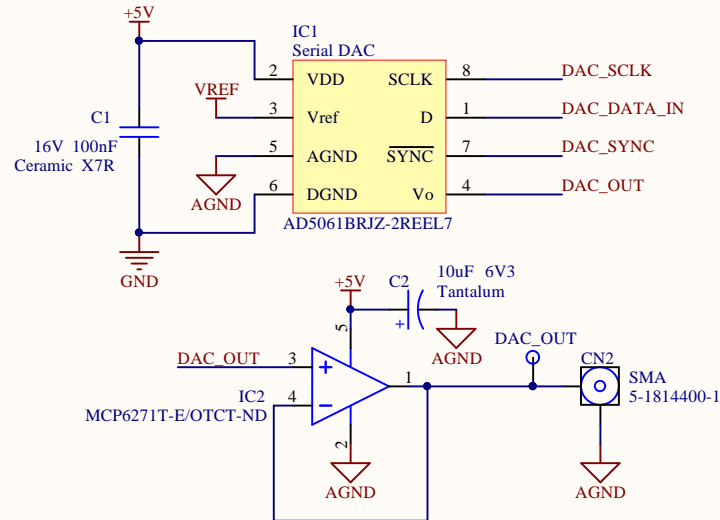 +5V
IC1
Serial DAC
2 VDD SCLK 8 DAC_SCLK
VREF
3 Vref D 1 DAC_DATA_IN
C1
16V 100nF
Ceramic X7R
5 AGND SYNC 7 DAC_SYNC
AGND
6 DGND Vo 4 DAC_OUT
AD5061BRJZ-2REEL7
GND
+5V
C2
10uF 6V3
Tantalum
+
AGND
5
DAC_OUT
DAC_OUT 3 + 1
CN2
SMA
5-1814400-1
IC2
4 −
MCP6271T-E/OTCT-ND
2
AGND
AGND